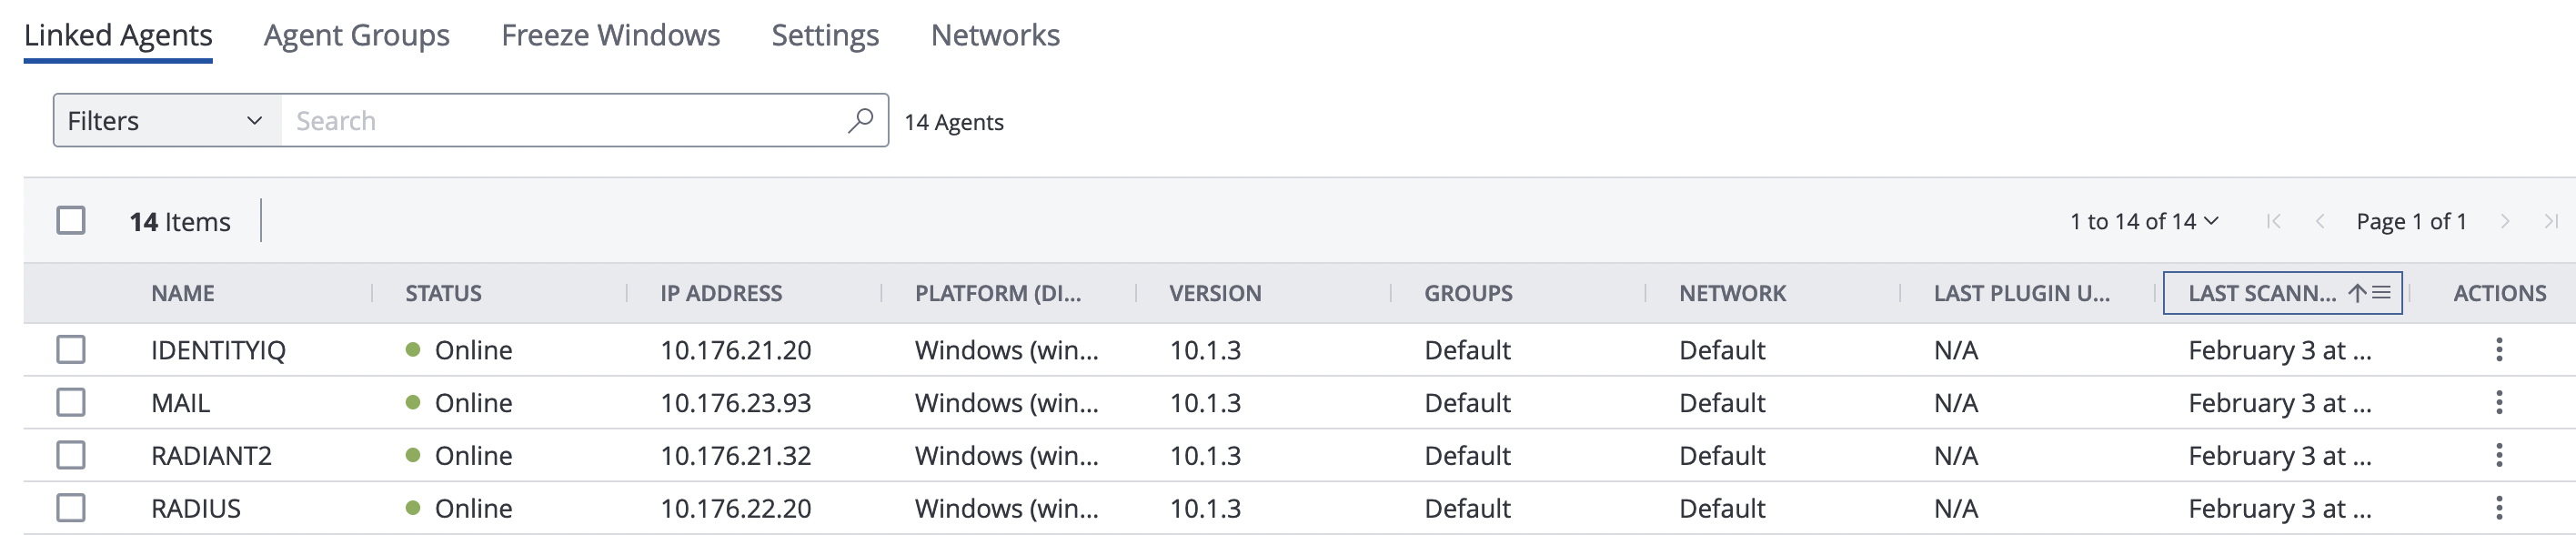 Linked Agents Agent Groups Freeze Windows Settings Networks
Filters Search 14 Agents
14 Items 1 to 14 of 14 Page 1 of 1
NAME STATUS IP ADDRESS PLATFORM (DI... VERSION GROUPS NETWORK LAST PLUGIN U... LAST SCANN... ACTIONS
IDENTITYIQ Online 10.176.21.20 Windows (win... 10.1.3 Default Default N/A February 3 at ...
MAIL Online 10.176.23.93 Windows (win... 10.1.3 Default Default N/A February 3 at ...
RADIANT2 Online 10.176.21.32 Windows (win... 10.1.3 Default Default N/A February 3 at ...
RADIUS Online 10.176.22.20 Windows (win... 10.1.3 Default Default N/A February 3 at ...